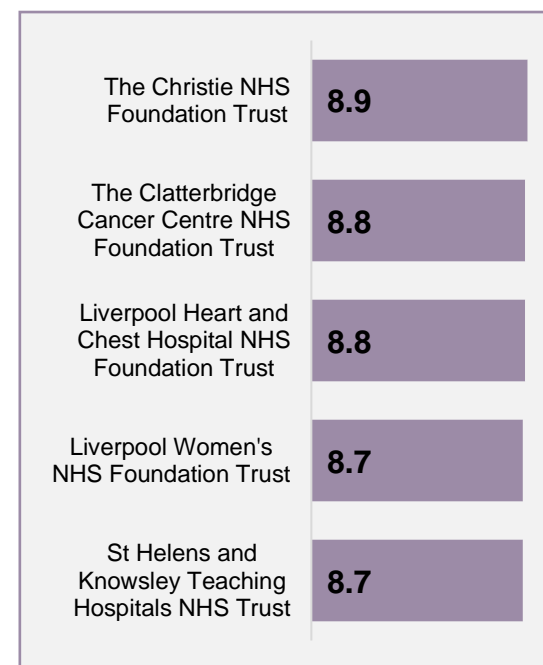 The Christie NHS
Foundation Trust
8.9
The Clatterbridge
Cancer Centre NHS
Foundation Trust
8.8
Liverpool Heart and
Chest Hospital NHS
Foundation Trust
8.8
Liverpool Women's
NHS Foundation Trust
8.7
St Helens and
Knowsley Teaching
Hospitals NHS Trust
8.7